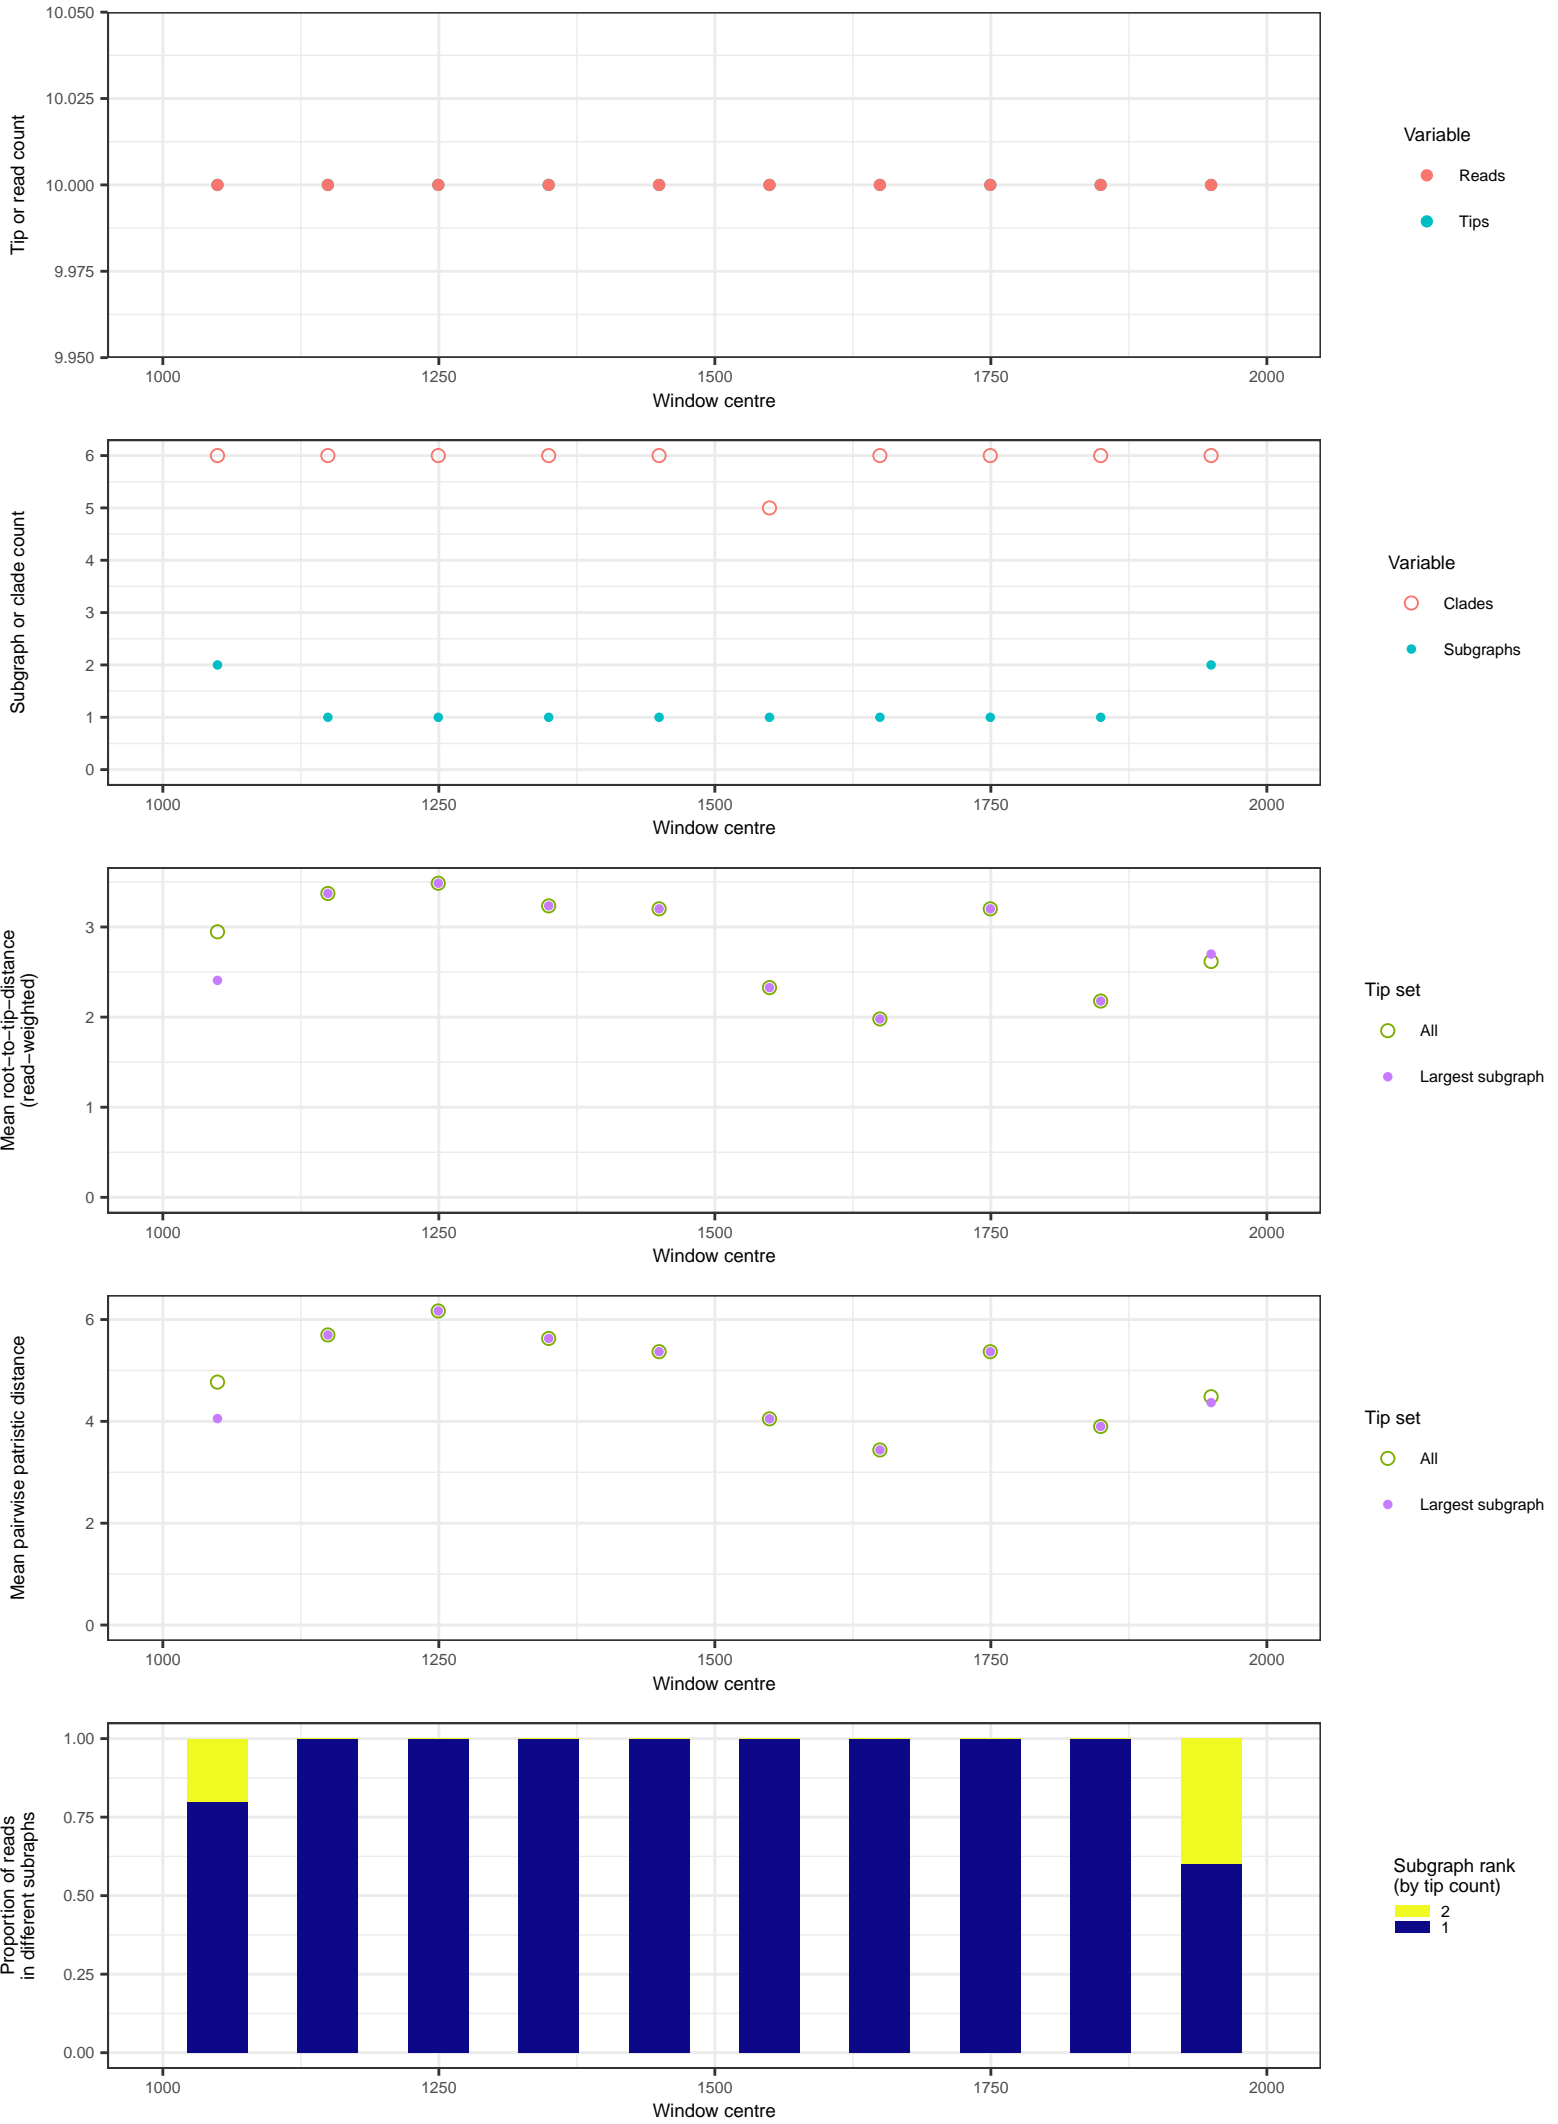 10.050
10.025
10.000
9.975
9.950
Tip or read count
1000 1250 1500 1750 2000
Window centre
Variable
Reads
Tips
6
5
4
3
2
1
0
Subgraph or clade count
1000 1250 1500 1750 2000
Window centre
Variable
Clades
Subgraphs
3
2
1
0
Mean root−to−tip−distance
(read−weighted)
1000 1250 1500 1750 2000
Window centre
Tip set
All
Largest subgraph
6
4
2
0
Mean pairwise patristic distance
1000 1250 1500 1750 2000
Window centre
Tip set
All
Largest subgraph
1.00
0.75
0.50
0.25
0.00
Proportion of reads
in different subraphs
1000 1250 1500 1750 2000
Window centre
Subgraph rank
(by tip count)
2
1